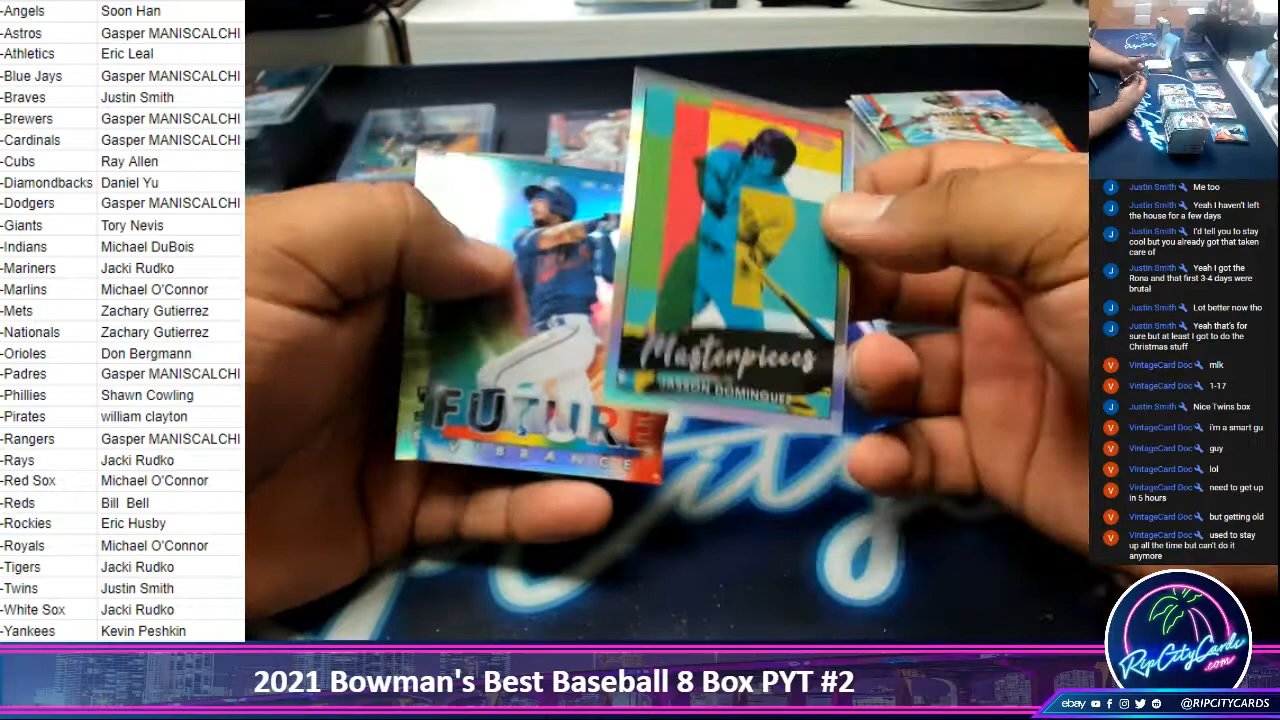 -Angels Soon Han
-Astros Gasper MANISCALCHI
-Athletics Eric Leal
-Blue Jays Gasper MANISCALCHI
-Braves Justin Smith
-Brewers Gasper MANISCALCHI
-Cardinals Gasper MANISCALCHI
-Cubs Ray Allen
-Diamondbacks Daniel Yu
-Dodgers Gasper MANISCALCHI
-Giants Tory Nevis
-Indians Michael DuBois
-Mariners Jacki Rudko
-Marlins Michael O'Connor
-Mets Zachary Gutierrez
-Nationals Zachary Gutierrez
-Orioles Don Bergmann
-Padres Gasper MANISCALCHI
-Phillies Shawn Cowling
-Pirates william clayton
-Rangers Gasper MANISCALCHI
-Rays Jacki Rudko
-Red Sox Michael O'Connor
-Reds Bill Bell
-Rockies Eric Husby
-Royals Michael O'Connor
-Tigers Jacki Rudko
-Twins Justin Smith
-White Sox Jacki Rudko
-Yankees Kevin Peshkin
FUTURE
Masterpieces
JASSON DOMINGUEZ
J Justin Smith Me too
J Justin Smith Yeah I haven't left
the house for a few days
J Justin Smith I'd tell you to stay
cool but you already got that taken
care of
J Justin Smith Yeah I got the
Rona and that first 3-4 days were
brutal
J Justin Smith Lot better now tho
J Justin Smith Yeah that's for
sure but at least I got to do the
Christmas stuff
V VintageCard Doc mlk
V VintageCard Doc 1-17
J Justin Smith Nice Twins box
V VintageCard Doc i'm a smart gu
V VintageCard Doc guy
V VintageCard Doc lol
V VintageCard Doc need to get up
in 5 hours
V VintageCard Doc but getting old
V VintageCard Doc used to stay
up all the time but can't do it
anymore
RipCityCards
.com
2021 Bowman's Best Baseball 8 Box PYT #2
ebay @RIPCITYCARDS